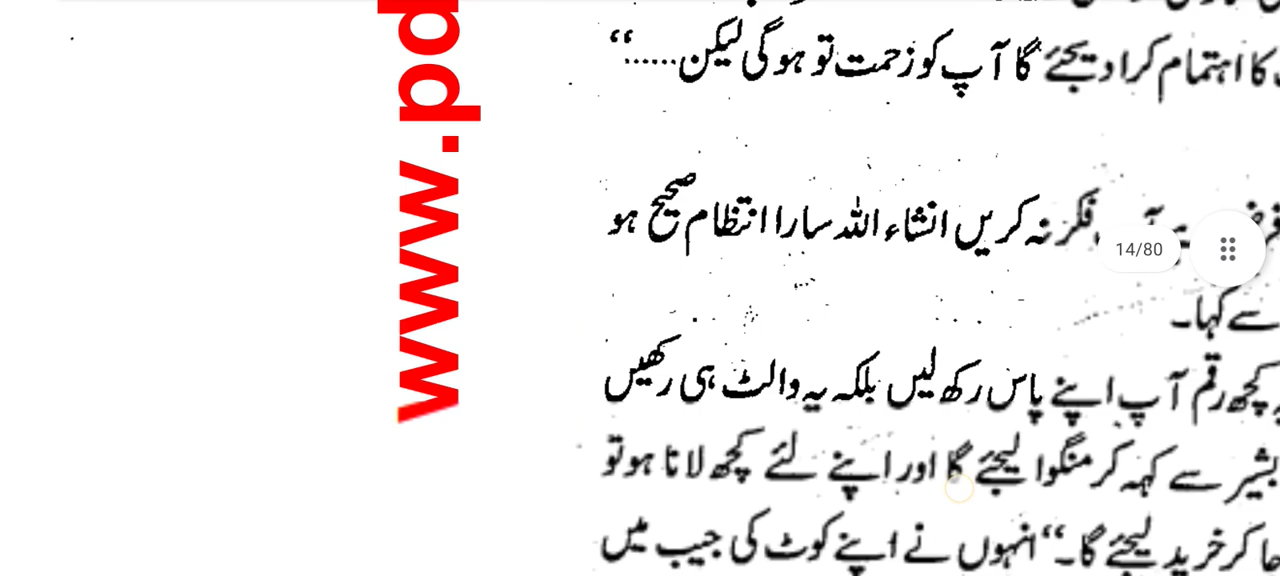 کا اہتمام کرا دیجئے گا آپ کو زحمت تو ہوگی لیکن......‘‘
فکر نہ کریں انشاء اللہ سارا انتظام صحیح ہو
14/80
سے کہا۔
کچھ رقم آپ اپنے پاس رکھ لیں بلکہ یہ والٹ ہی رکھیں
بشیر سے کہہ کر منگوا لیجئے گا اور اپنے لئے کچھ لانا ہو تو
جا کر خرید لیجئے گا۔‘‘ انہوں نے اپنے کوٹ کی جیب میں
www.pd